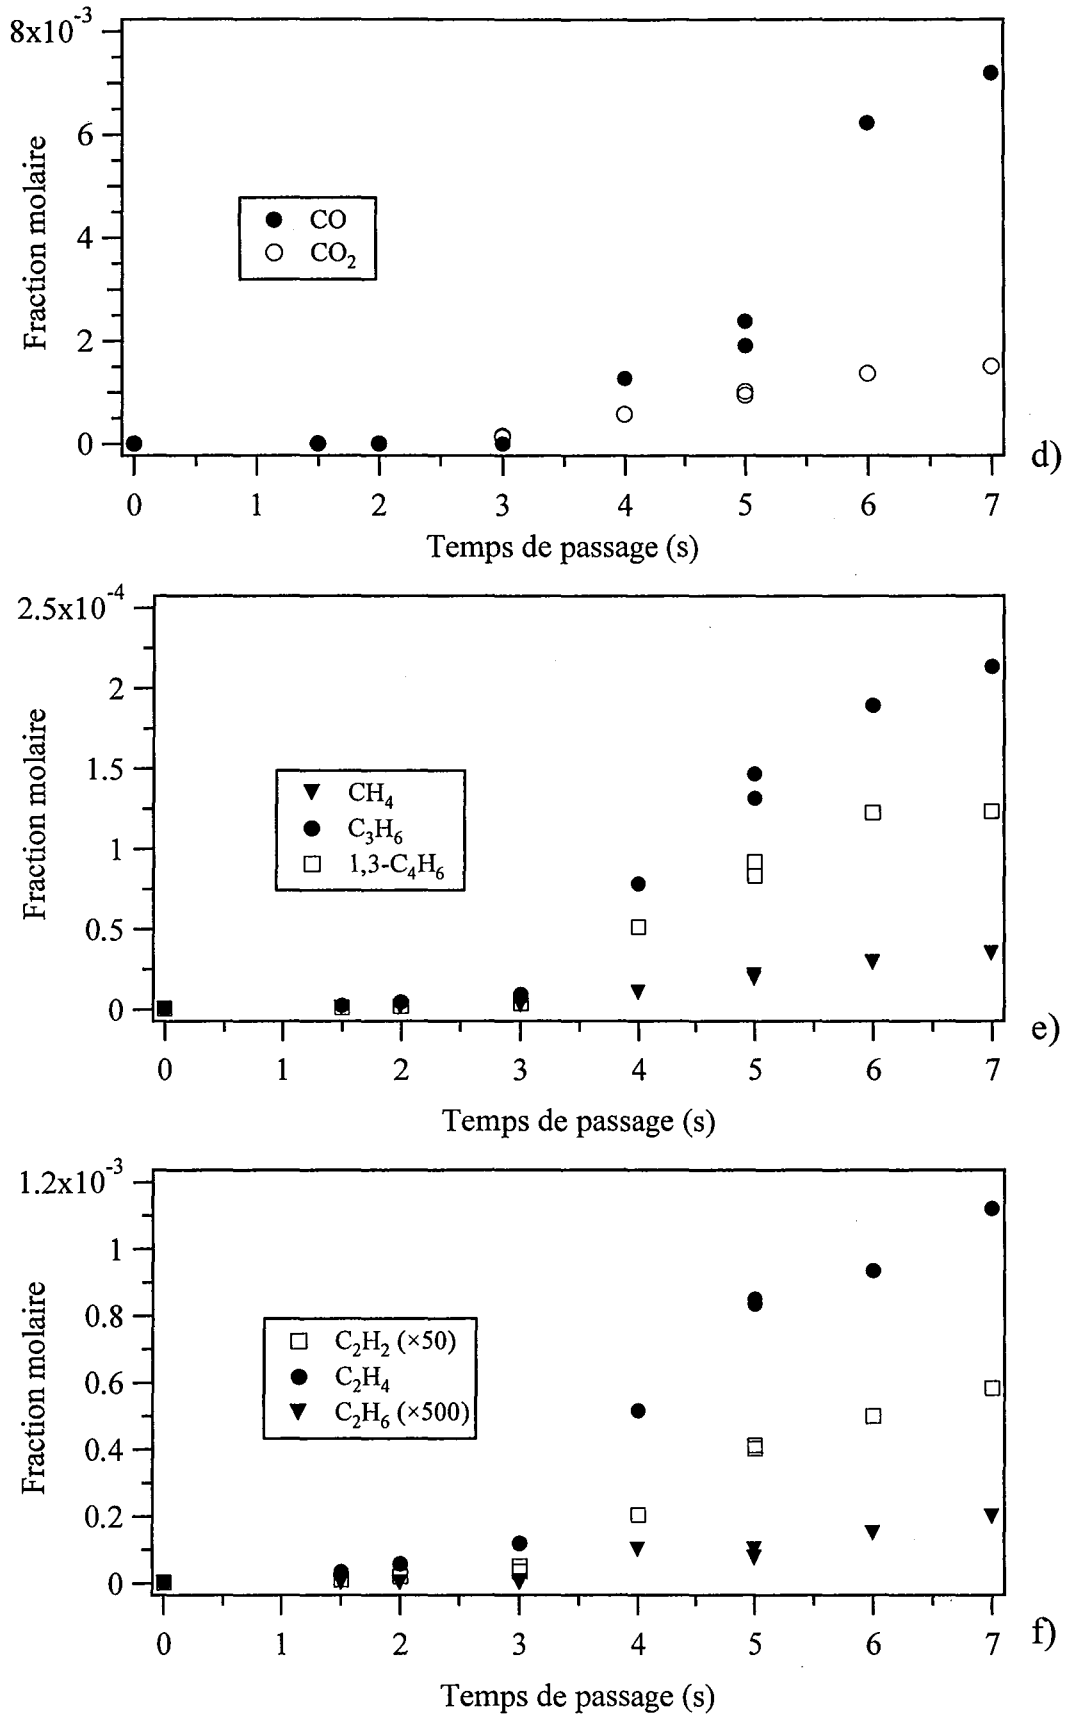 8x10⁻³
6
4
2
0
Fraction molaire
CO
CO₂
0 1 2 3 4 5 6 7
Temps de passage (s)
d)
2.5x10⁻⁴
2
1.5
1
0.5
0
Fraction molaire
CH₄
C₃H₆
1,3-C₄H₆
0 1 2 3 4 5 6 7
Temps de passage (s)
e)
1.2x10⁻³
1
0.8
0.6
0.4
0.2
0
Fraction molaire
C₂H₂ (×50)
C₂H₄
C₂H₆ (×500)
0 1 2 3 4 5 6 7
Temps de passage (s)
f)